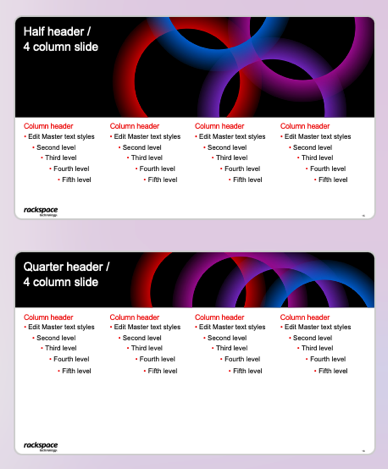 Half header /
4 column slide
Column header Column header Column header Column header
• Edit Master text styles • Edit Master text styles • Edit Master text styles • Edit Master text styles
• Second level • Second level • Second level • Second level
• Third level • Third level • Third level • Third level
• Fourth level • Fourth level • Fourth level • Fourth level
• Fifth level • Fifth level • Fifth level • Fifth level
rackspace
technology
Quarter header /
4 column slide
Column header Column header Column header Column header
• Edit Master text styles • Edit Master text styles • Edit Master text styles • Edit Master text styles
• Second level • Second level • Second level • Second level
• Third level • Third level • Third level • Third level
• Fourth level • Fourth level • Fourth level • Fourth level
• Fifth level • Fifth level • Fifth level • Fifth level
rackspace
technology